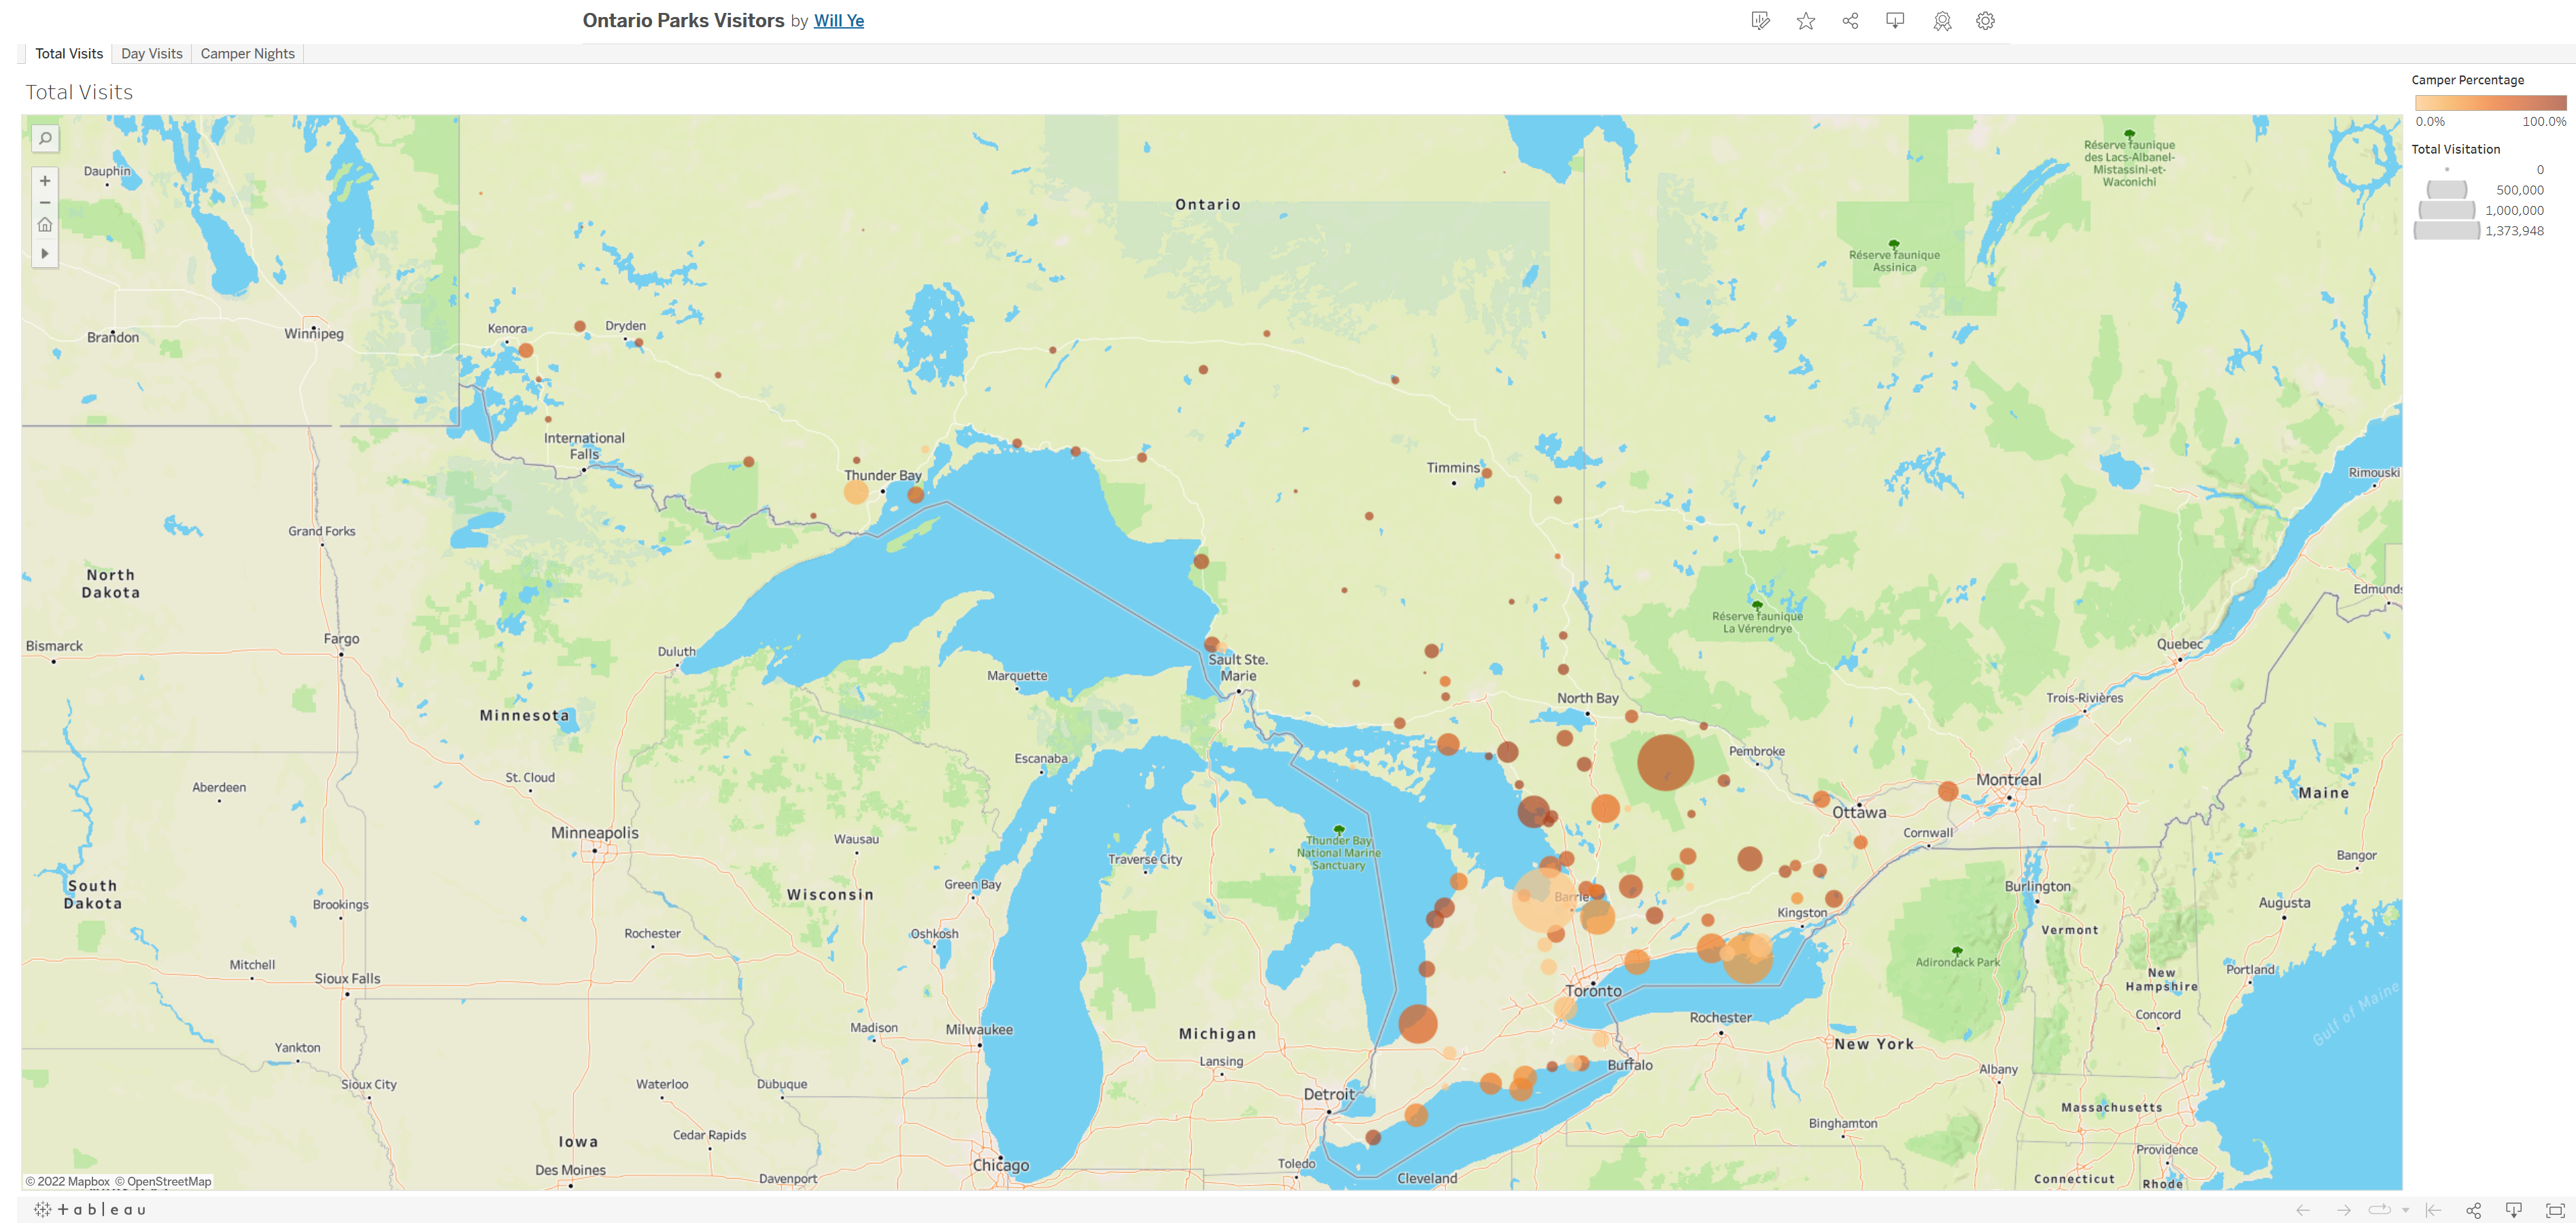 Ontario Parks Visitors by Will Ye
Total Visits
Day Visits
Camper Nights
Total Visits
Camper Percentage
0.0%
100.0%
Total Visitation
0
500,000
1,000,000
1,373,948
Réserve faunique
des Lacs-Albanel-
Mistassini-et-
Waconichi
Dauphin
Ontario
Réserve faunique
Assinica
Kenora
Dryden
Brandon
Winnipeg
International
Falls
Thunder Bay
Timmins
Rimouski
Grand Forks
North
Dakota
Edmunds
Réserve faunique
La Vérendrye
Fargo
Bismarck
Duluth
Quebec
Sault Ste.
Marie
Marquette
North Bay
Trois-Rivières
Minnesota
Escanaba
Pembroke
St. Cloud
Montreal
Aberdeen
Maine
Ottawa
Minneapolis
Wausau
Thunder Bay
National Marine
Sanctuary
Cornwall
Traverse City
Bangor
South
Dakota
Wisconsin
Green Bay
Burlington
Barrie
Brookings
Augusta
Kingston
Rochester
Oshkosh
Vermont
Adirondack Park
Mitchell
Sioux Falls
New
Hampshire
Portland
Toronto
Gulf of Maine
Madison
Milwaukee
Michigan
Rochester
Concord
Yankton
Lansing
New York
Buffalo
Albany
Sioux City
Waterloo
Dubuque
Detroit
Massachusetts
Binghamton
Iowa
Cedar Rapids
Providence
Des Moines
Chicago
Toledo
Davenport
Cleveland
Connecticut
Rhode
© 2022 Mapbox © OpenStreetMap
+ableau